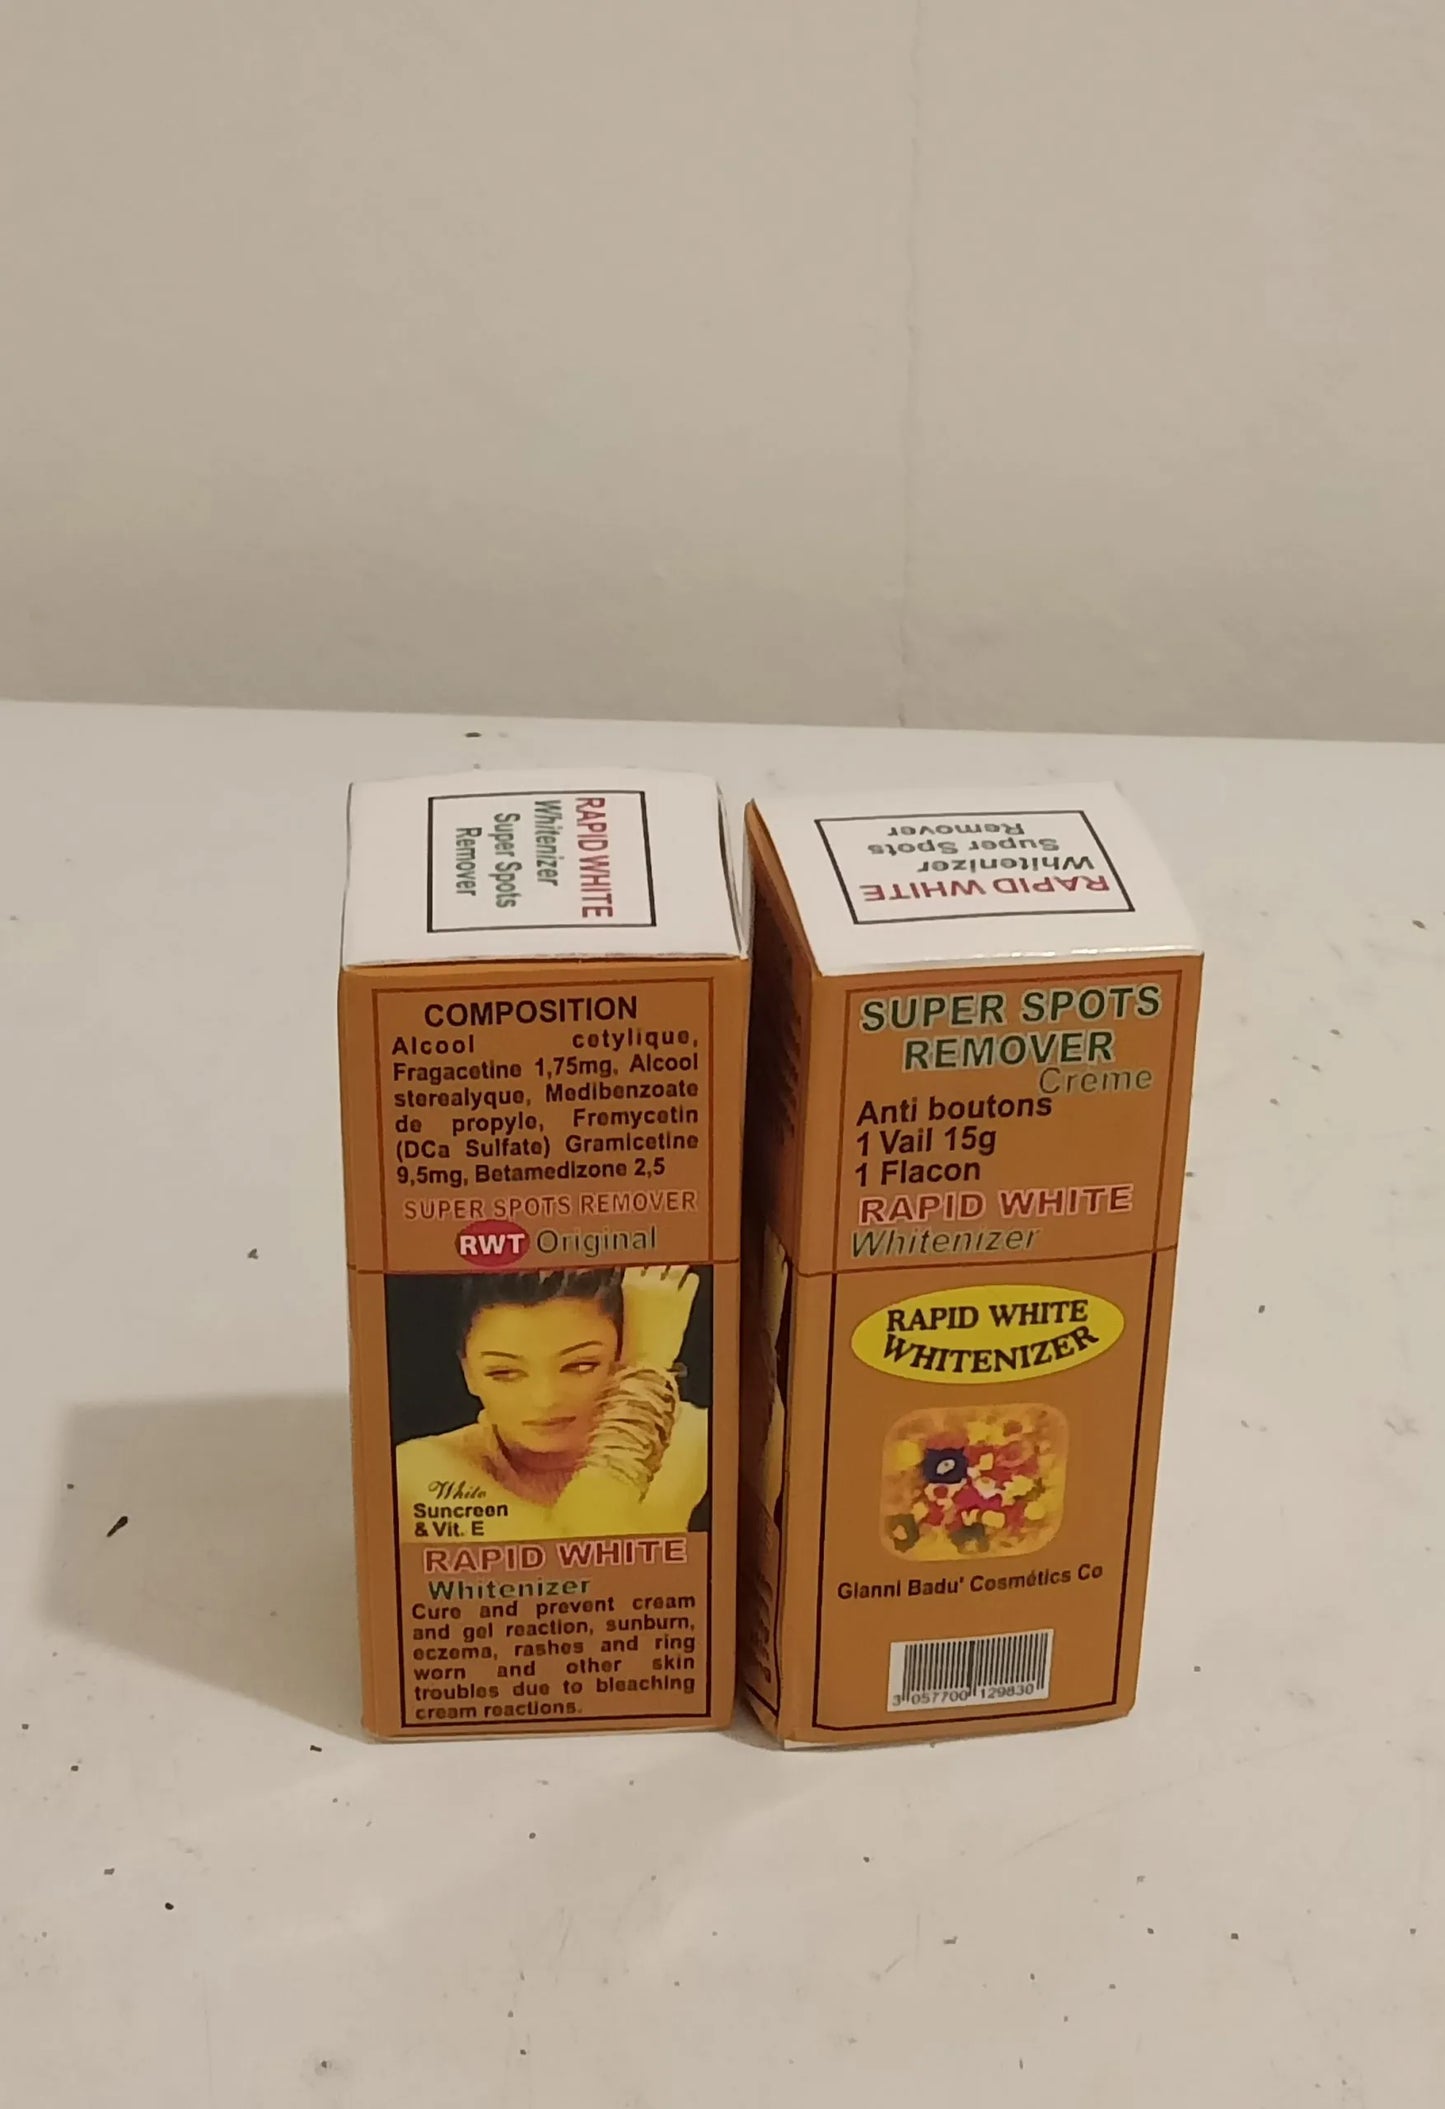 RAPID WHITE
Whitenizer
Super Spots
Remover
COMPOSITION
Alcool cetylique,
Fragacetine 1,75mg, Alcool
sterealyque, Medibenzoate
de propyle, Fremycetin
(DCa Sulfate) Gramicetine
9,5mg, Betamedizone 2,5
SUPER SPOTS REMOVER
RWT Original
White
Suncreen
& Vit. E
RAPID WHITE
Whitenizer
Cure and prevent cream
and gel reaction, sunburn,
eczema, rashes and ring
worn and other skin
troubles due to bleaching
cream reactions.
RAPID WHITE
Whitenizer
Super Spots
Remover
SUPER SPOTS
REMOVER
Crème
Anti boutons
1 Vail 15g
1 Flacon
RAPID WHITE
Whitenizer
RAPID WHITE
WHITENIZER
Gianni Badu' Cosmétics Co
3 057700 129830